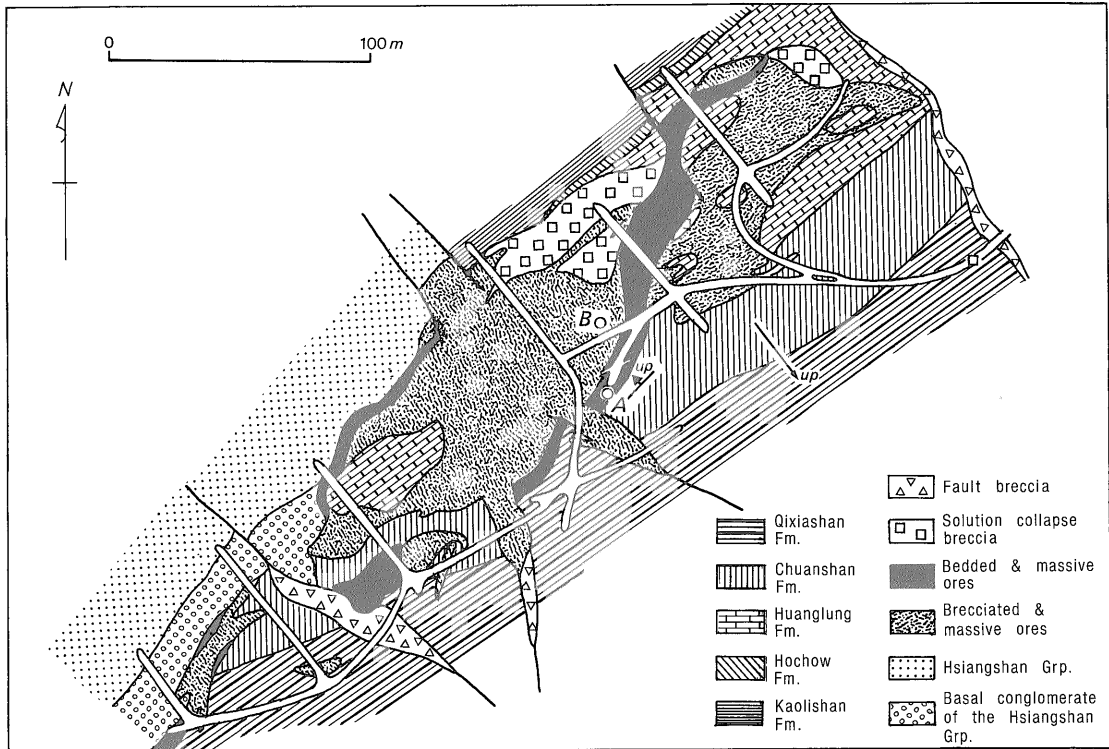 0
100 m
N
B
up
A
up
Qixiashan
Fm.
Chuanshan
Fm.
Huanglung
Fm.
Hochow
Fm.
Kaolishan
Fm.
Fault breccia
Solution collapse
breccia
Bedded & massive
ores
Brecciated &
massive ores
Hsiangshan Grp.
Basal conglomerate
of the Hsiangshan
Grp.